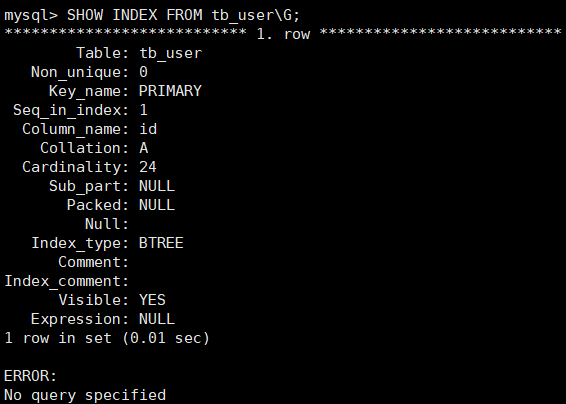 mysql> SHOW INDEX FROM tb_user\G;
*************************** 1. row ***************************
Table: tb_user
Non_unique: 0
Key_name: PRIMARY
Seq_in_index: 1
Column_name: id
Collation: A
Cardinality: 24
Sub_part: NULL
Packed: NULL
Null:
Index_type: BTREE
Comment:
Index_comment:
Visible: YES
Expression: NULL
1 row in set (0.01 sec)
ERROR:
No query specified